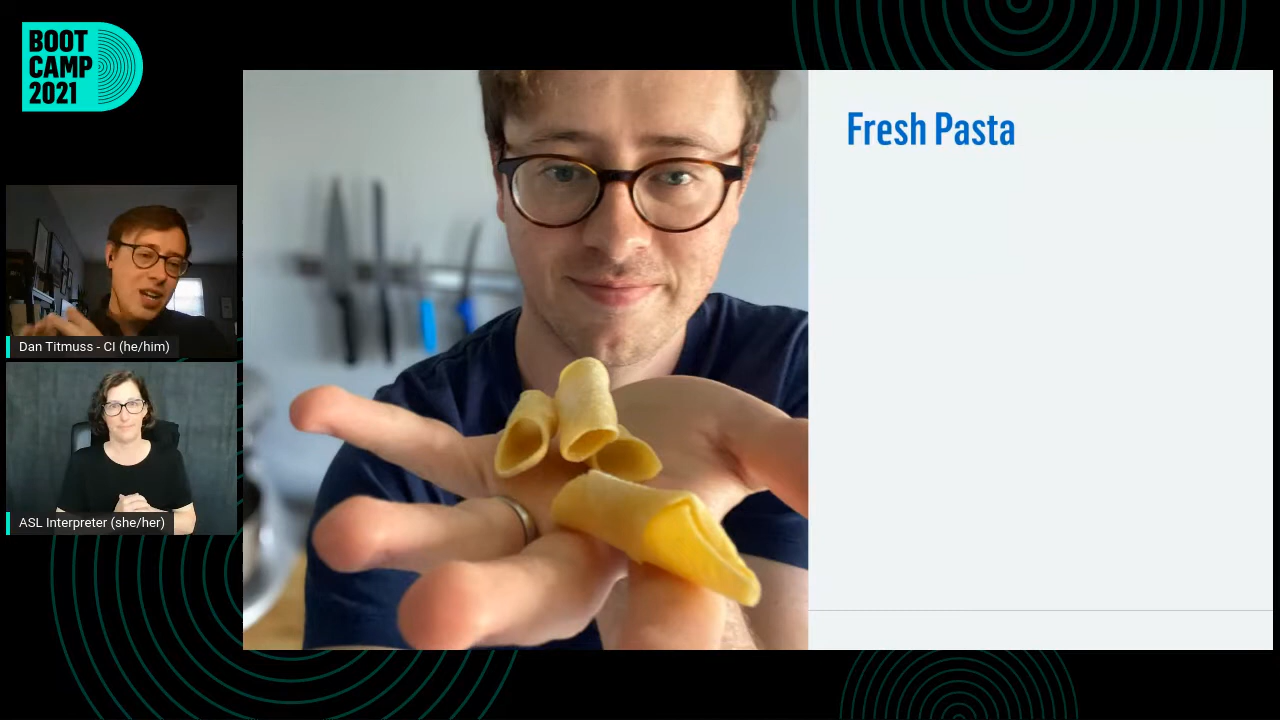 BOOT
CAMP
2021
Fresh Pasta
Dan Titmuss - CI (he/him)
ASL Interpreter (she/her)